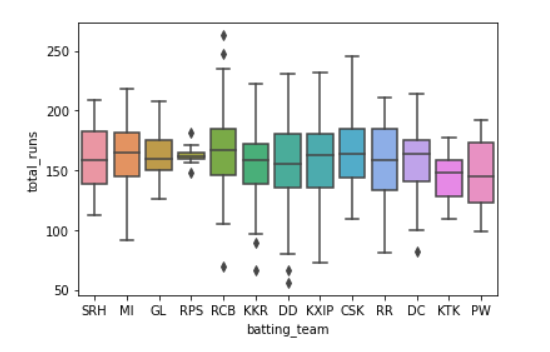 total_runs
250
200
150
100
50
SRH MI GL RPS RCB KKR DD KXIP CSK RR DC KTK PW
batting_team